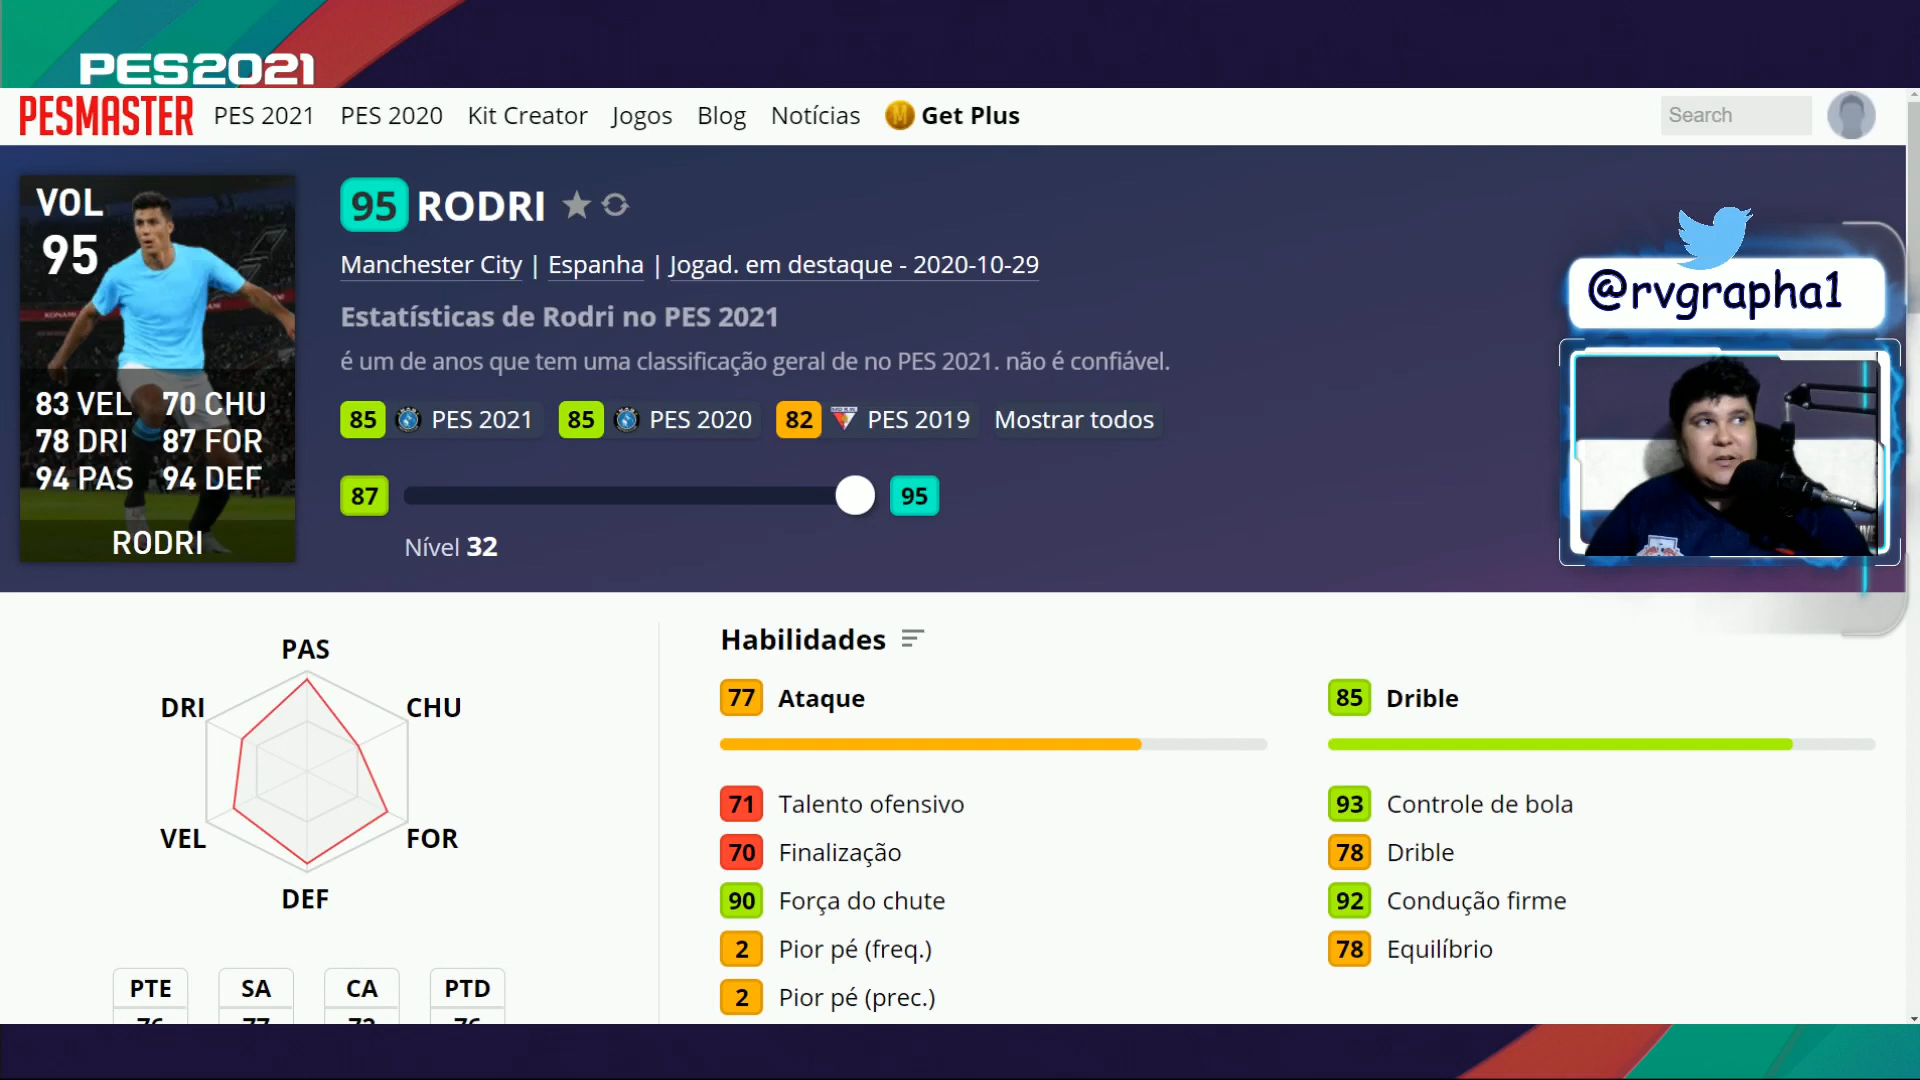 PES2021
PESMASTER PES 2021 PES 2020 Kit Creator Jogos Blog Notícias Get Plus Search
VOL
95
83 VEL 70 CHU
78 DRI 87 FOR
94 PAS 94 DEF
RODRI
95 RODRI
Manchester City | Espanha | Jogad. em destaque - 2020-10-29
Estatísticas de Rodri no PES 2021
é um de anos que tem uma classificação geral de no PES 2021. não é confiável.
85 PES 2021 85 PES 2020 82 PES 2019 Mostrar todos
87 95
Nível 32
@rvgrapha1
PAS
DRI CHU
VEL FOR
DEF
PTE SA CA PTD
76 77 72 76
Habilidades
77 Ataque
71 Talento ofensivo
70 Finalização
90 Força do chute
2 Pior pé (freq.)
2 Pior pé (prec.)
85 Drible
93 Controle de bola
78 Drible
92 Condução firme
78 Equilíbrio